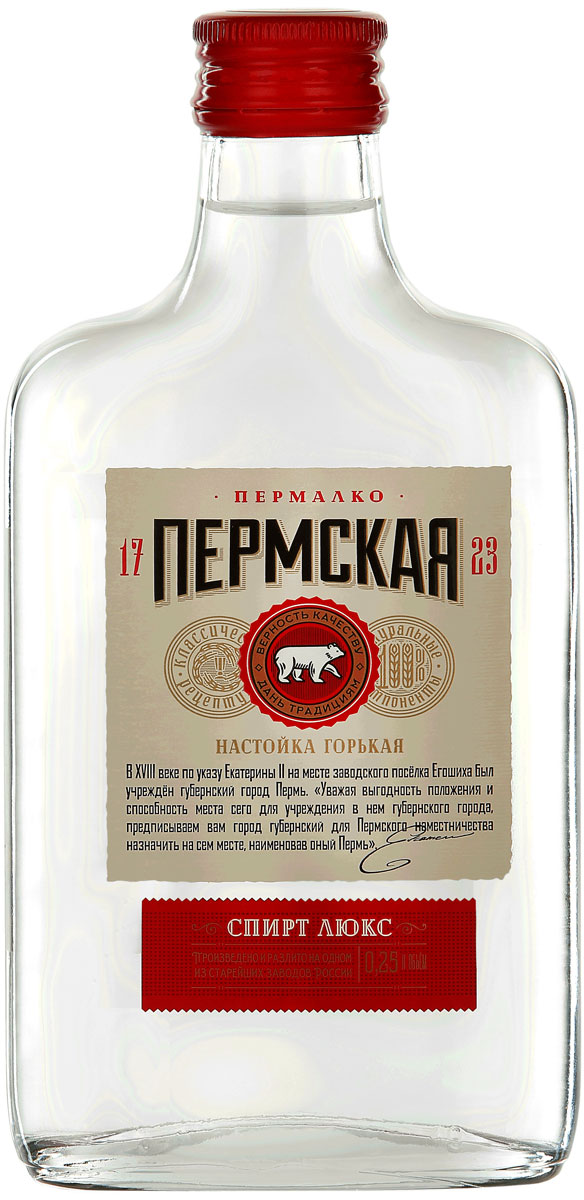 · ПЕРМАЛКО ·
17 ПЕРМСКАЯ 23
ВЕРНОСТЬ КАЧЕСТВУ
ДАНЬ ТРАДИЦИЯМ
НАСТОЙКА ГОРЬКАЯ
В XVIII веке по указу Екатерины II на месте заводского посёлка Егошиха был
учреждён губернский город Пермь. «Уважая выгодность положения и
способность места сего для учреждения в нем губернского города,
предписываем вам город губернский для Пермского наместничества
назначить на сем месте, наименовав оный Пермь».
СПИРТ ЛЮКС
ПРОИЗВЕДЕНО И РАЗЛИТО НА ОДНОМ
ИЗ СТАРЕЙШИХ ЗАВОДОВ РОССИИ
0,25 Л